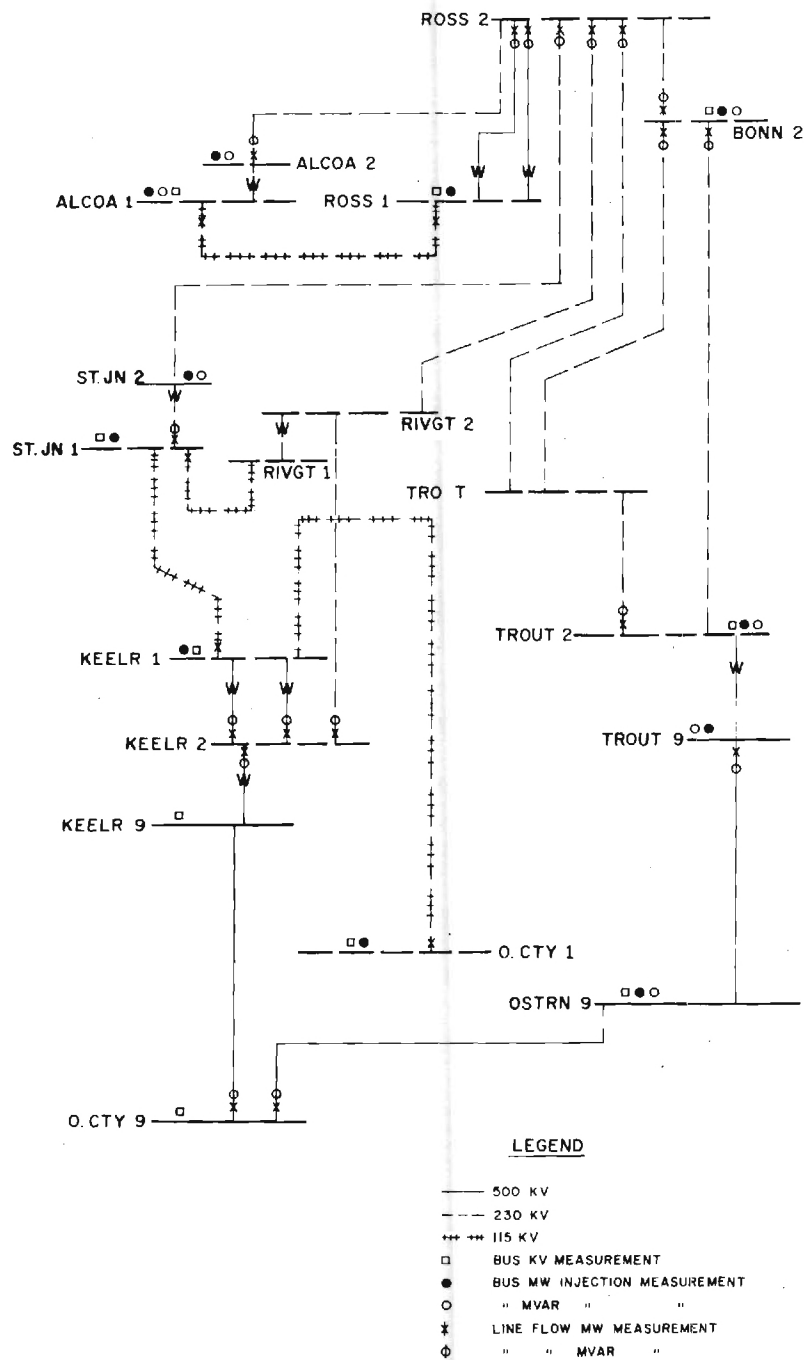 ROSS 2
BONN 2
ALCOA 2
ALCOA 1
ROSS 1
ST. JN 2
RIVGT 2
ST. JN 1
RIVGT 1
TRO T
TROUT 2
KEELR 1
KEELR 2
TROUT 9
KEELR 9
O. CTY 1
OSTRN 9
O. CTY 9
LEGEND
500 KV
230 KV
115 KV
BUS KV MEASUREMENT
BUS MW INJECTION MEASUREMENT
" MVAR " "
LINE FLOW MW MEASUREMENT
" " MVAR "